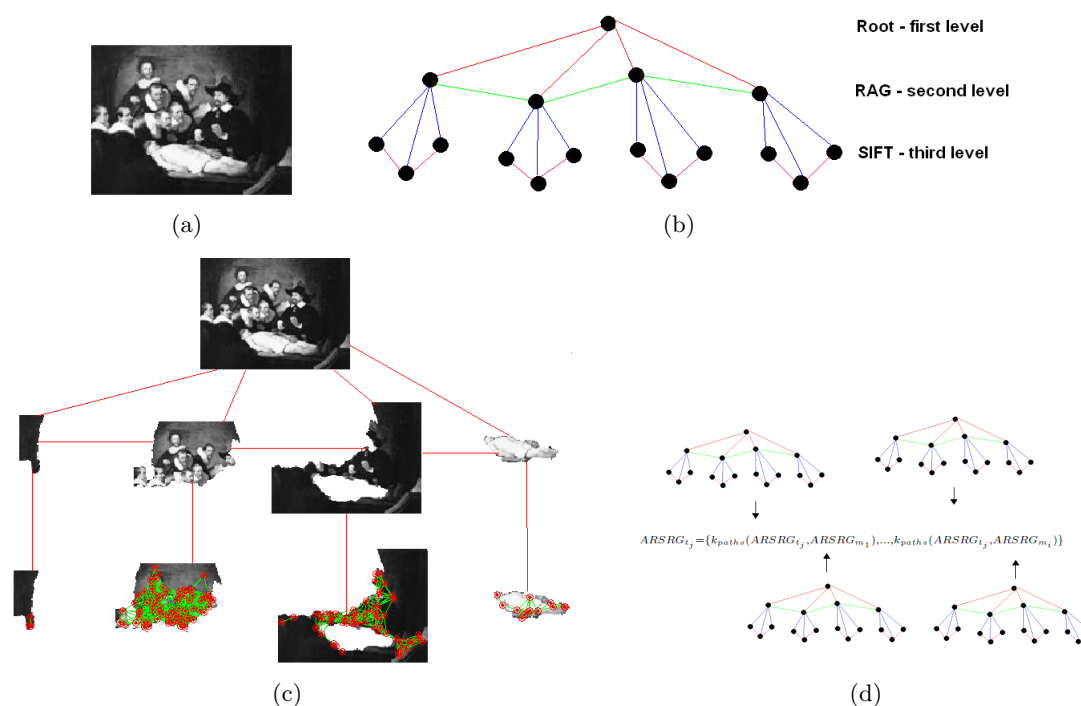 Root - first level
RAG - second level
SIFT - third level
(a)
(b)
ARSRG_{t_j}={k_{paths}(ARSRG_{t_j},ARSRG_{m_1}),...,k_{paths}(ARSRG_{t_j},ARSRG_{m_i})}
(c)
(d)